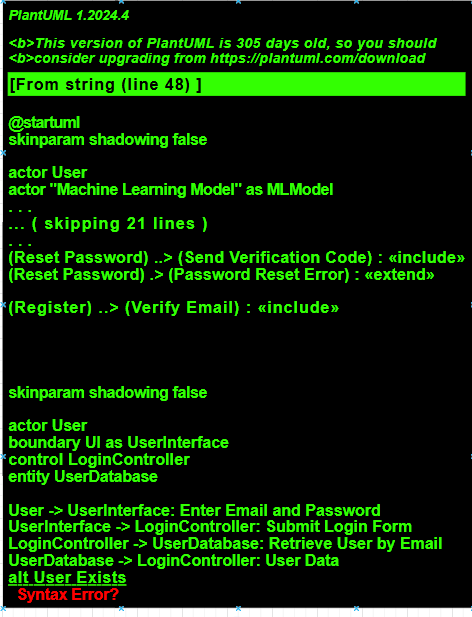 PlantUML 1.2024.4
<b>This version of PlantUML is 305 days old, so you should
<b>consider upgrading from https://plantuml.com/download
[From string (line 48) ]
@startuml
skinparam shadowing false
actor User
actor "Machine Learning Model" as MLModel
. . .
... ( skipping 21 lines )
. . .
(Reset Password) ..> (Send Verification Code) : «include»
(Reset Password) .> (Password Reset Error) : «extend»
(Register) ..> (Verify Email) : «include»
skinparam shadowing false
actor User
boundary UI as UserInterface
control LoginController
entity UserDatabase
User -> UserInterface: Enter Email and Password
UserInterface -> LoginController: Submit Login Form
LoginController -> UserDatabase: Retrieve User by Email
UserDatabase -> LoginController: User Data
alt User Exists
Syntax Error?